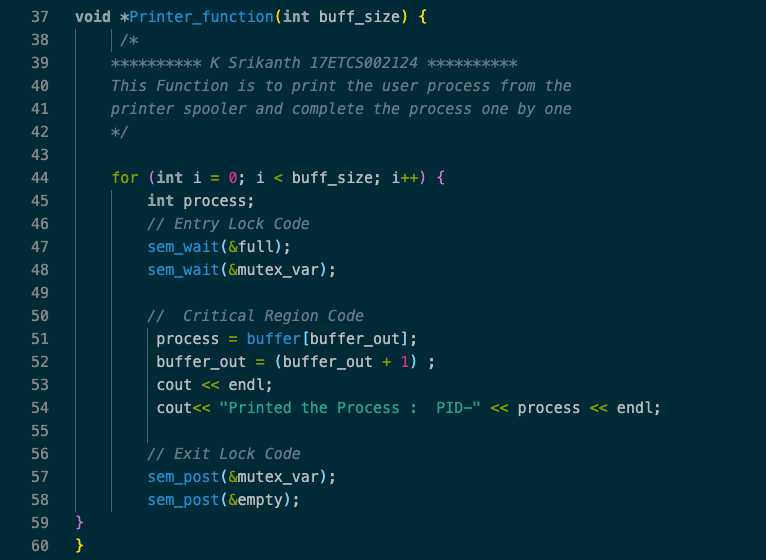 37 void *Printer_function(int buff_size) {
38 /*
39 ********** K Srikanth 17ETCS002124 **********
40 This Function is to print the user process from the
41 printer spooler and complete the process one by one
42 */
43
44 for (int i = 0; i < buff_size; i++) {
45 int process;
46 // Entry Lock Code
47 sem_wait(&full);
48 sem_wait(&mutex_var);
49
50 //  Critical Region Code
51 process = buffer[buffer_out];
52 buffer_out = (buffer_out + 1) ;
53 cout << endl;
54 cout<< "Printed the Process :  PID-" << process << endl;
55
56 // Exit Lock Code
57 sem_post(&mutex_var);
58 sem_post(&empty);
59 }
60 }